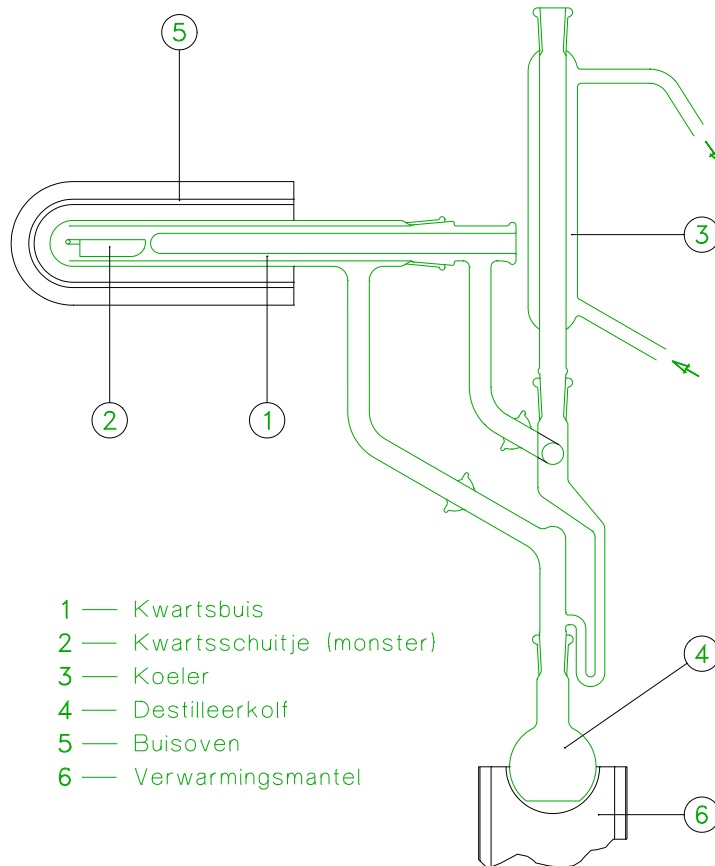 5
3
2
1
1 — Kwartsbuis
2 — Kwartsschuitje (monster)
3 — Koeler
4 — Destilleerkolf
5 — Buisoven
6 — Verwarmingsmantel
4
6